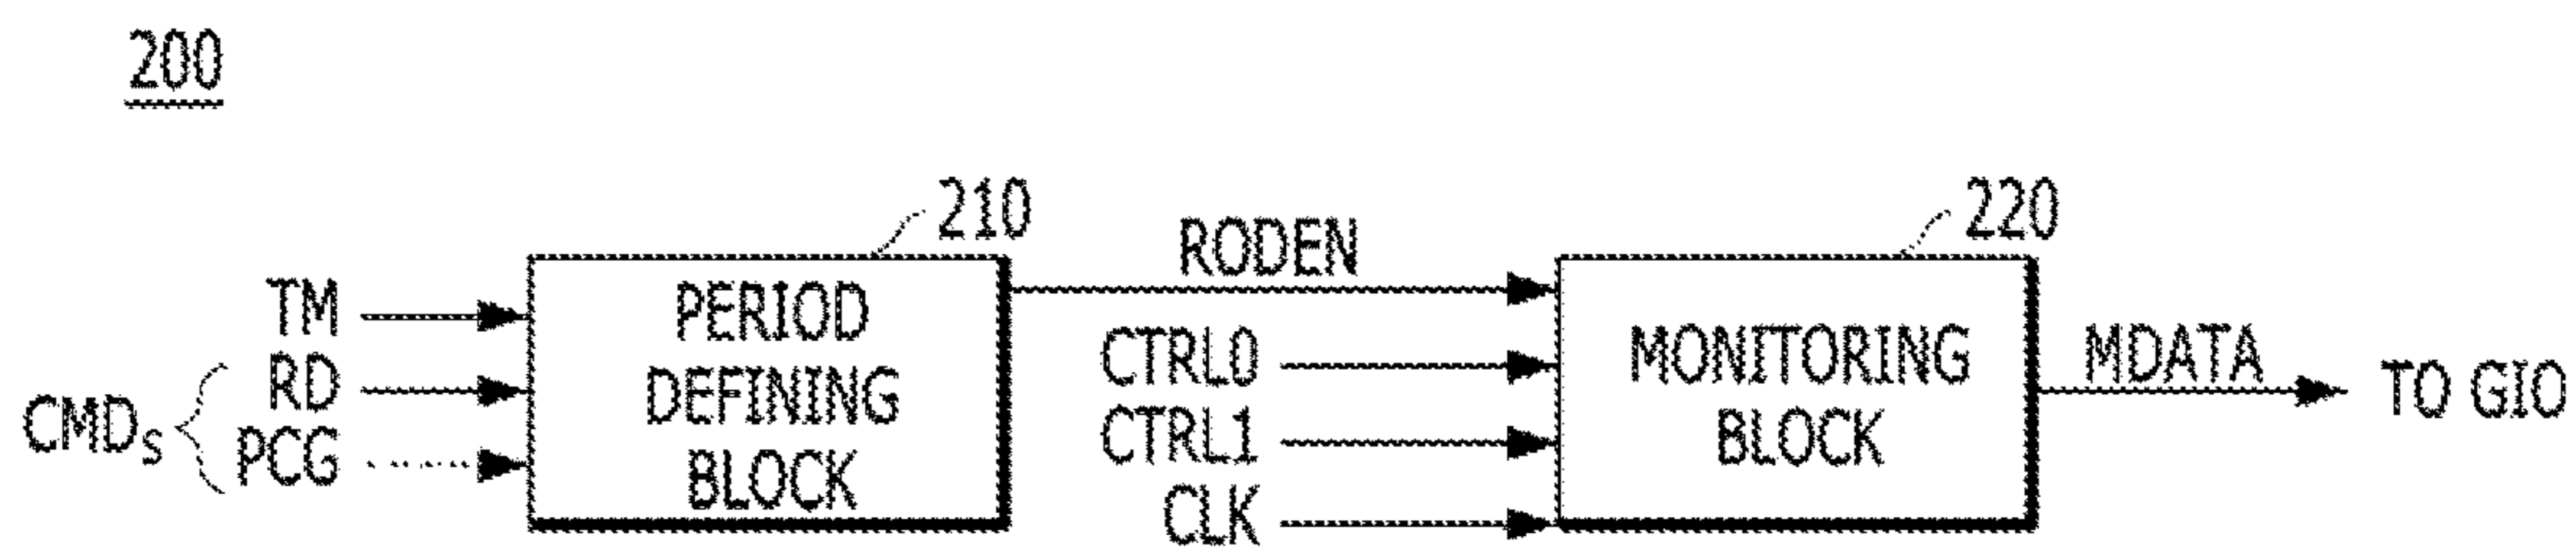 200
210
220
RODEN
TM
RD
PCG
CMDS
PERIOD
DEFINING
BLOCK
CTRL0
CTRL1
CLK
MONITORING
BLOCK
MDATA
TO GIO